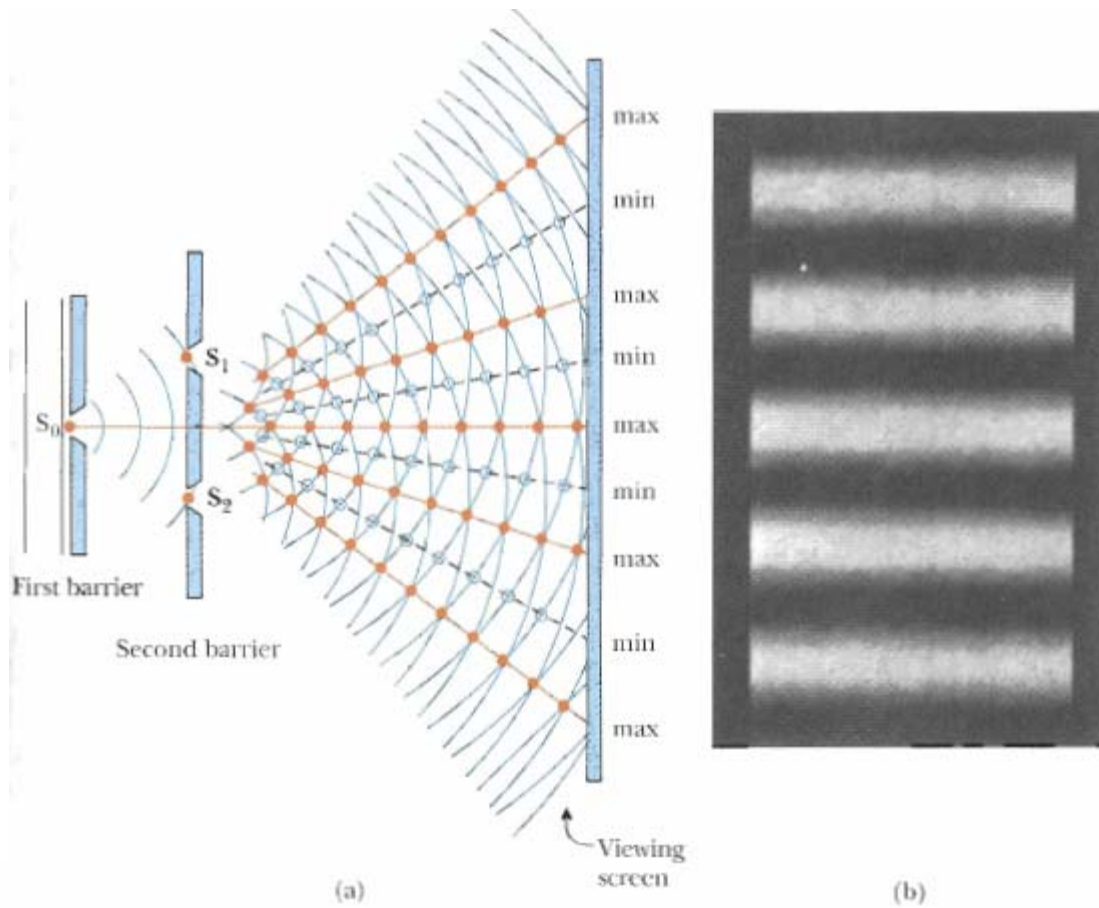 max
min
max
S₁
min
S₀
max
S₂
min
max
First barrier
min
Second barrier
max
Viewing
screen
(a)
(b)